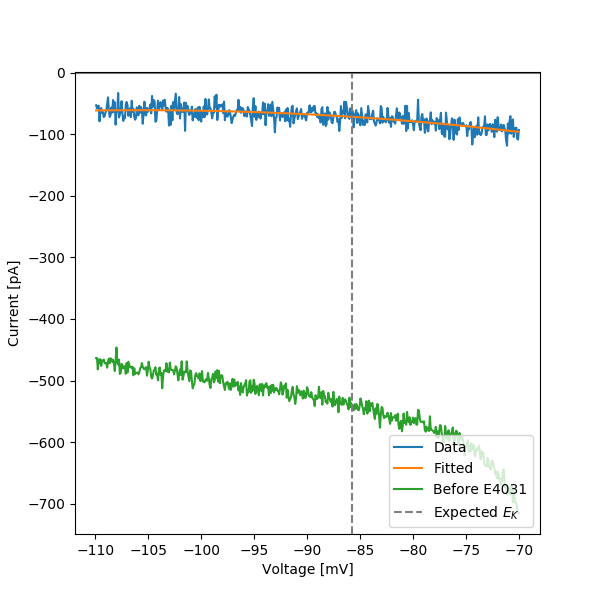 0
−100
−200
−300
−400
−500
−600
−700
Current [pA]
Data
Fitted
Before E4031
Expected $E_K$
−110
−105
−100
−95
−90
−85
−80
−75
−70
Voltage [mV]